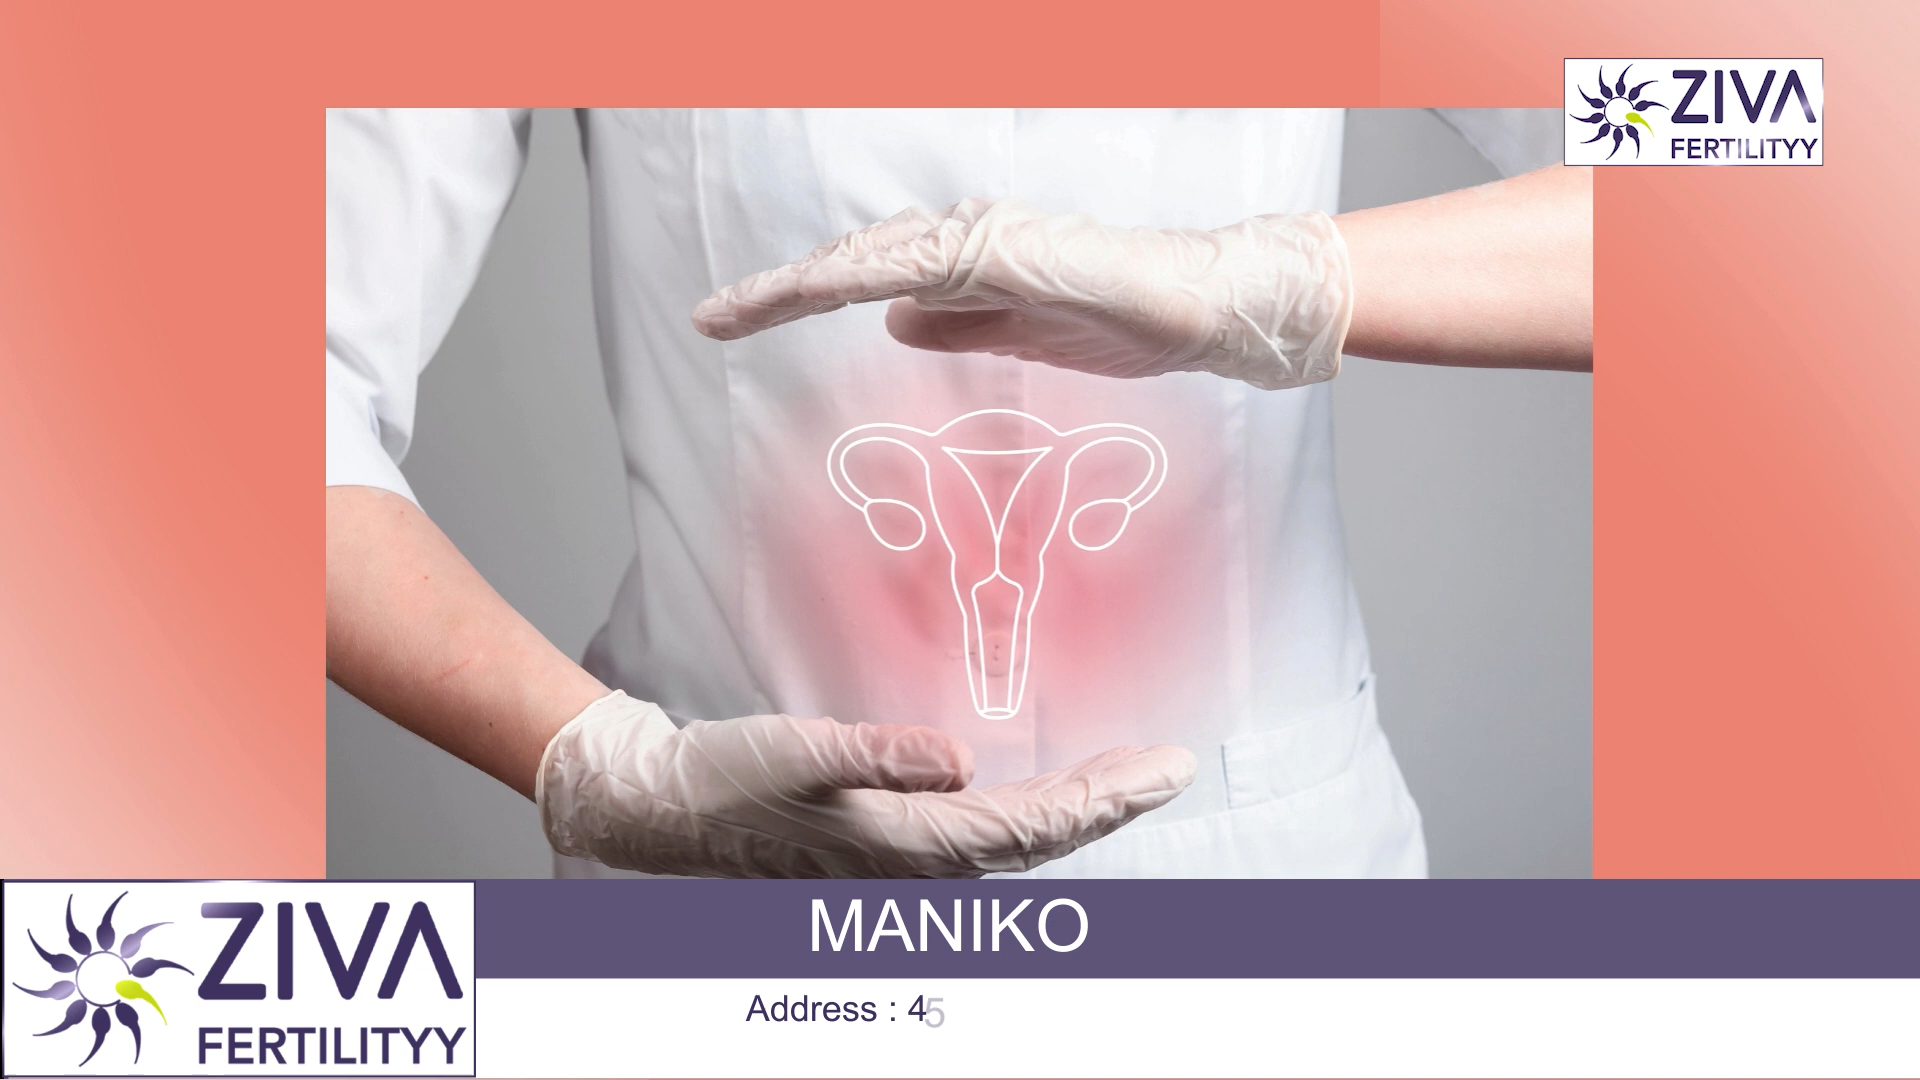 ZIVA
FERTILITYY
ZIVA
FERTILITYY
MANIKO
Address : 45